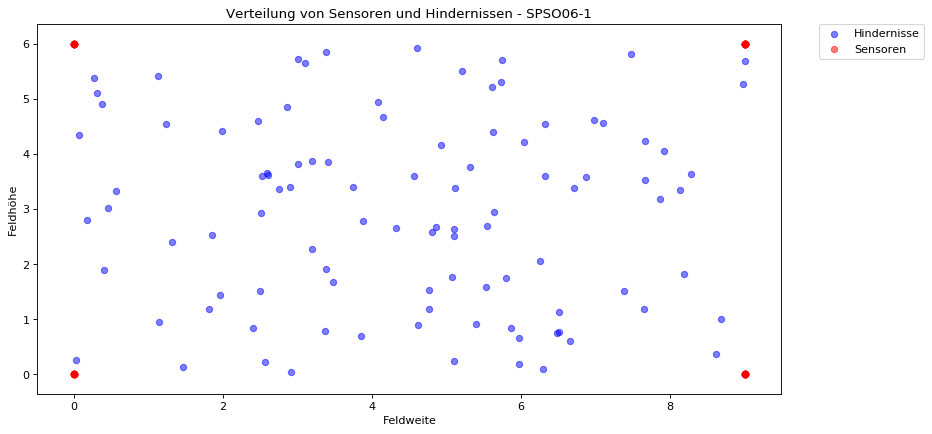 Verteilung von Sensoren und Hindernissen - SPSO06-1
Hindernisse
Sensoren
Feldhöhe
6
5
4
3
2
1
0
0 2 4 6 8
Feldweite